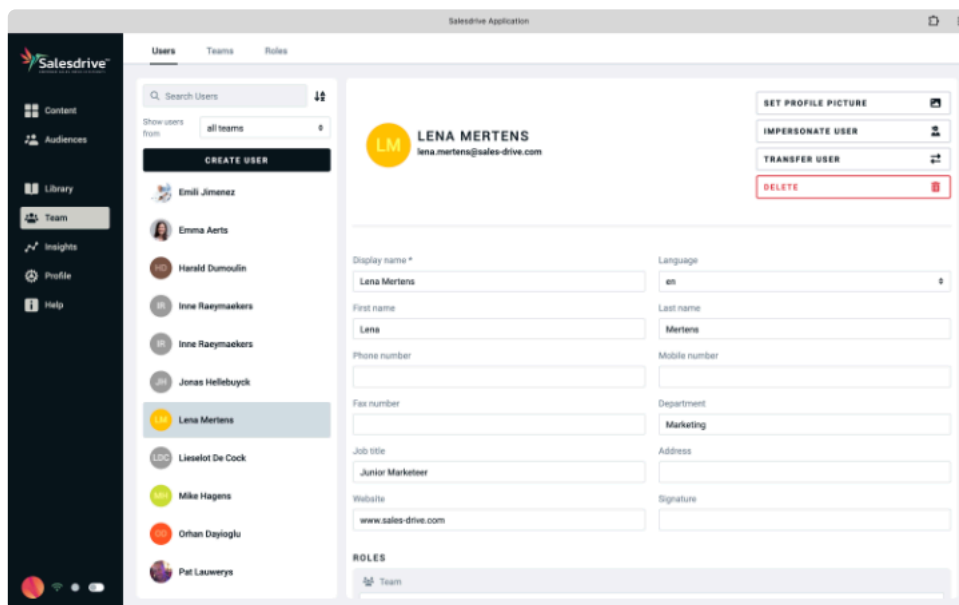 Salesdrive Application
Salesdrive™
Content
Audiences
Library
Team
Insights
Profile
Help
Users Teams Roles
Search Users
Show users from
all teams
CREATE USER
Emili Jimenez
Emma Aerts
HD Harald Dumoulin
IR Inne Raeymaekers
IR Inne Raeymaekers
JH Jonas Hellebuyck
LM Lena Mertens
LDC Lieselot De Cock
MH Mike Hagens
OD Orhan Dayioglu
Pat Lauwerys
LM
LENA MERTENS
lena.mertens@sales-drive.com
SET PROFILE PICTURE
IMPERSONATE USER
TRANSFER USER
DELETE
Display name *
Lena Mertens
Language
en
First name
Lena
Last name
Mertens
Phone number
Mobile number
Fax number
Department
Marketing
Job title
Junior Marketeer
Address
Website
www.sales-drive.com
Signature
ROLES
Team